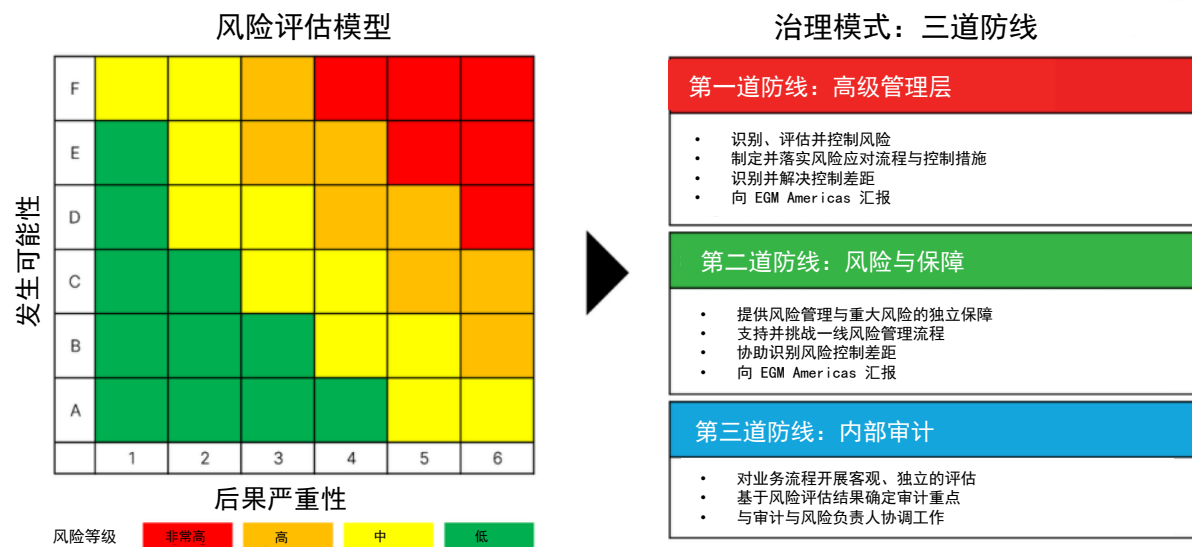 风险评估模型
F
E
D
C
B
A
1 2 3 4 5 6
发生可能性
后果严重性
风险等级 非常高 高 中 低
治理模式：三道防线
第一道防线：高级管理层
• 识别、评估并控制风险
• 制定并落实风险应对流程与控制措施
• 识别并解决控制差距
• 向 EGM Americas 汇报
第二道防线：风险与保障
• 提供风险管理与重大风险的独立保障
• 支持并挑战一线风险管理流程
• 协助识别风险控制差距
• 向 EGM Americas 汇报
第三道防线：内部审计
• 对业务流程开展客观、独立的评估
• 基于风险评估结果确定审计重点
• 与审计与风险负责人协调工作